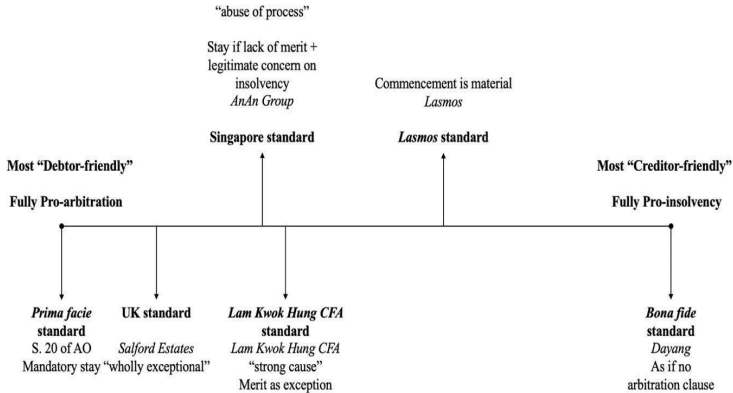 “abuse of process”
Stay if lack of merit +
legitimate concern on
insolvency
AnAn Group
Singapore standard
Commencement is material
Lasmos
Lasmos standard
Most “Debtor-friendly”
Fully Pro-arbitration
Most “Creditor-friendly”
Fully Pro-insolvency
Prima facie
standard
S. 20 of AO
Mandatory stay
UK standard
Salford Estates
“wholly exceptional”
Lam Kwok Hung CFA
standard
Lam Kwok Hung CFA
“strong cause”
Merit as exception
Bona fide
standard
Dayang
As if no
arbitration clause